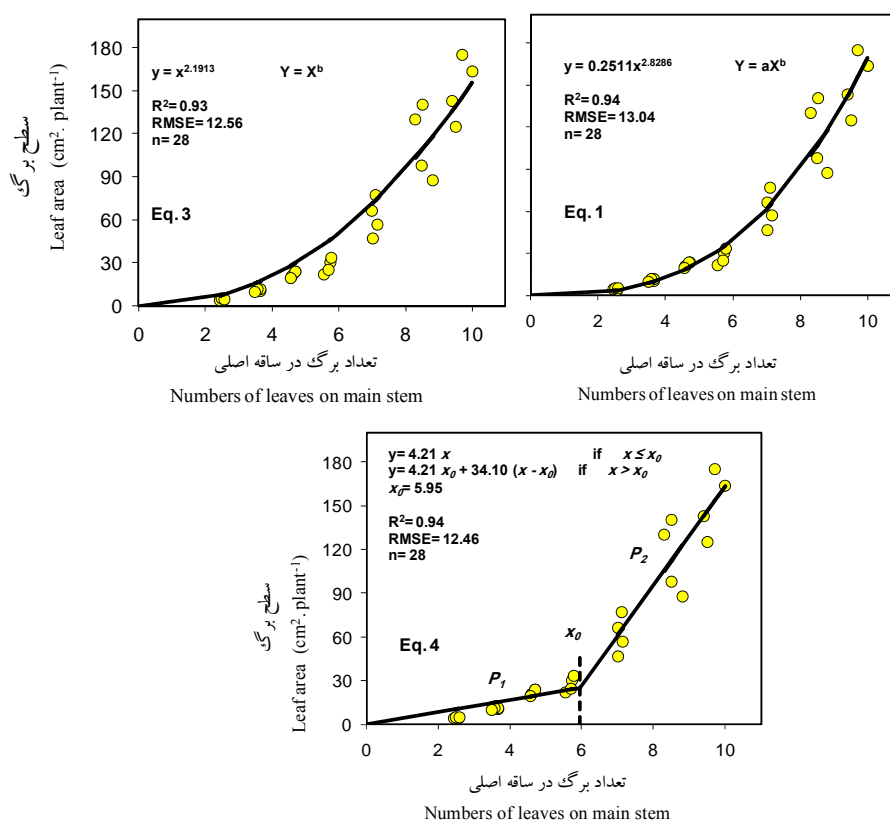 180
150
120
90
60
30
0
سطح برگ
Leaf area (cm². plant⁻¹)
y = x^2.1913 Y = X^b
R²= 0.93
RMSE= 12.56
n= 28
Eq. 3
0 2 4 6 8 10
تعداد برگ در ساقه اصلی
Numbers of leaves on main stem
y = 0.2511x^2.8286 Y = aX^b
R²= 0.94
RMSE= 13.04
n= 28
Eq. 1
0 2 4 6 8 10
تعداد برگ در ساقه اصلی
Numbers of leaves on main stem
180
150
120
90
60
30
0
سطح برگ
Leaf area (cm². plant⁻¹)
y= 4.21 x if x ≤ x₀
y= 4.21 x₀ + 34.10 (x - x₀) if x > x₀
x₀= 5.95
R²= 0.94
RMSE= 12.46
n= 28
P₂
x₀
Eq. 4
P₁
0 2 4 6 8 10
تعداد برگ در ساقه اصلی
Numbers of leaves on main stem